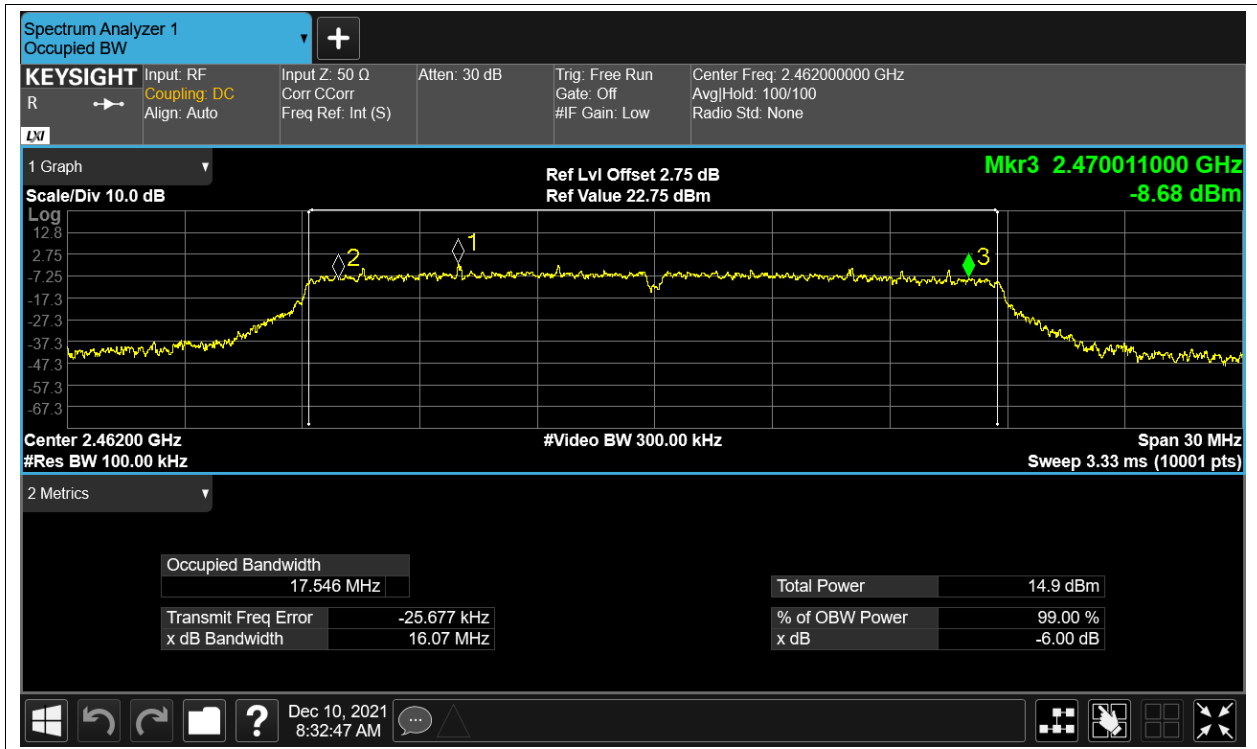 Spectrum Analyzer 1
Occupied BW
KEYSIGHT
R
LXI
Input: RF
Coupling: DC
Align: Auto
Input Z: 50 Ω
Corr CCorr
Freq Ref: Int (S)
Atten: 30 dB
Trig: Free Run
Gate: Off
#IF Gain: Low
Center Freq: 2.462000000 GHz
Avg|Hold: 100/100
Radio Std: None
1 Graph
Scale/Div 10.0 dB
Ref Lvl Offset 2.75 dB
Ref Value 22.75 dBm
Mkr3 2.470011000 GHz
-8.68 dBm
Log
12.8
2.75
-7.25
-17.3
-27.3
-37.3
-47.3
-57.3
-67.3
2
1
3
Center 2.46200 GHz
#Video BW 300.00 kHz
Span 30 MHz
#Res BW 100.00 kHz
Sweep 3.33 ms (10001 pts)
2 Metrics
Occupied Bandwidth
17.546 MHz
Transmit Freq Error -25.677 kHz
x dB Bandwidth 16.07 MHz
Total Power 14.9 dBm
% of OBW Power 99.00 %
x dB -6.00 dB
?
Dec 10, 2021
8:32:47 AM